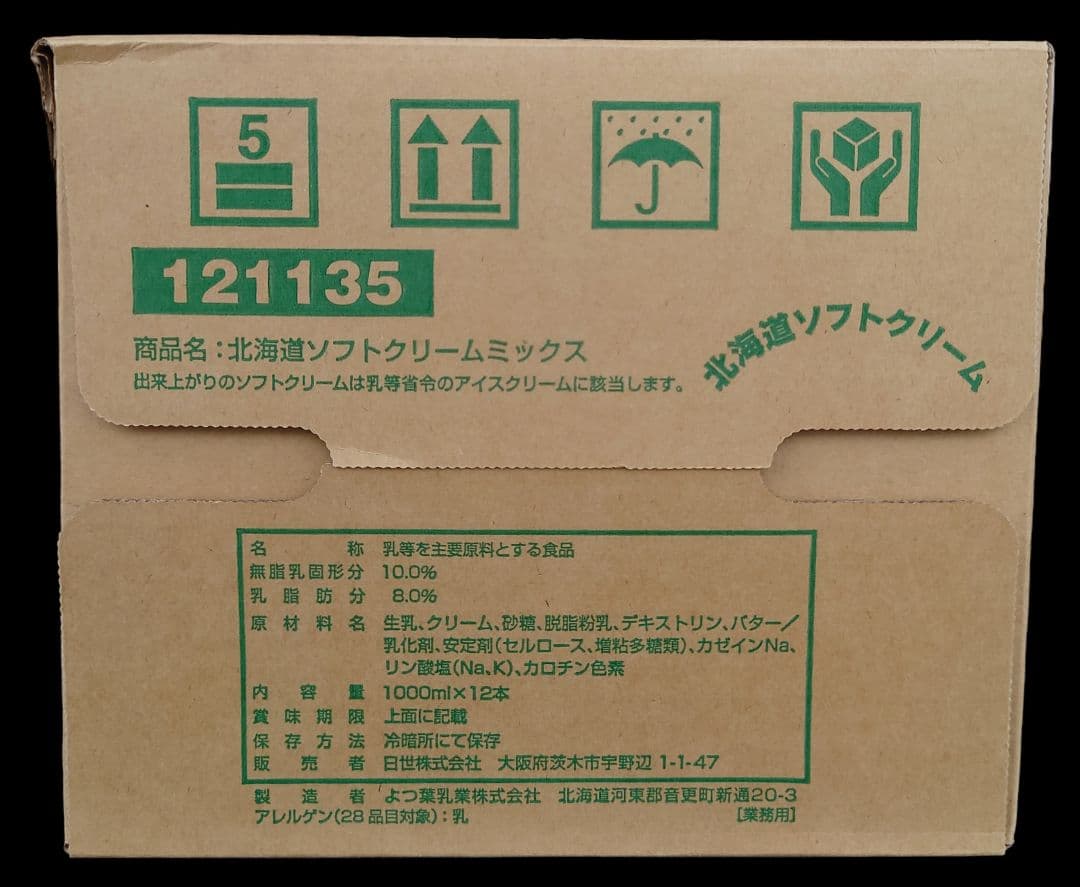 5
121135
北海道ソフトクリーム
商品名:北海道ソフトクリームミックス
出来上がりのソフトクリームは乳等省令のアイスクリームに該当します。
名称 乳等を主要原料とする食品
無脂乳固形分 10.0%
乳脂肪分 8.0%
原材料名 生乳、クリーム、砂糖、脱脂粉乳、デキストリン、バター/
乳化剤、安定剤(セルロース、増粘多糖類)、カゼインNa、
リン酸塩(Na、K)、カロチン色素
内容量 1000ml×12本
賞味期限 上面に記載
保存方法 冷暗所にて保存
販売者 日世株式会社 大阪府茨木市宇野辺 1-1-47
製造者 よつ葉乳業株式会社 北海道河東郡音更町新通20-3
アレルゲン(28品目対象):乳 [業務用]